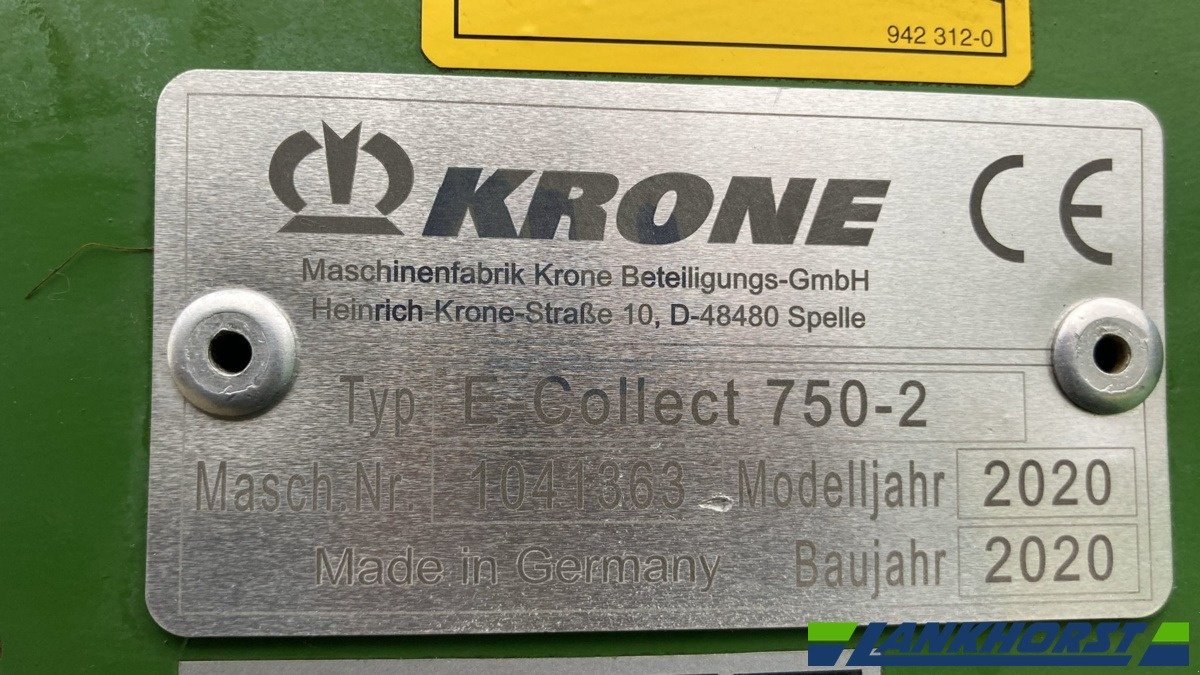 942 312-0
KRONE CE
Maschinenfabrik Krone Beteiligungs-GmbH
Heinrich-Krone-Straße 10, D-48480 Spelle
Typ E-Collect 750-2
Masch.Nr. 1041363 Modelljahr 2020
Made in Germany Baujahr 2020
LANKHORST